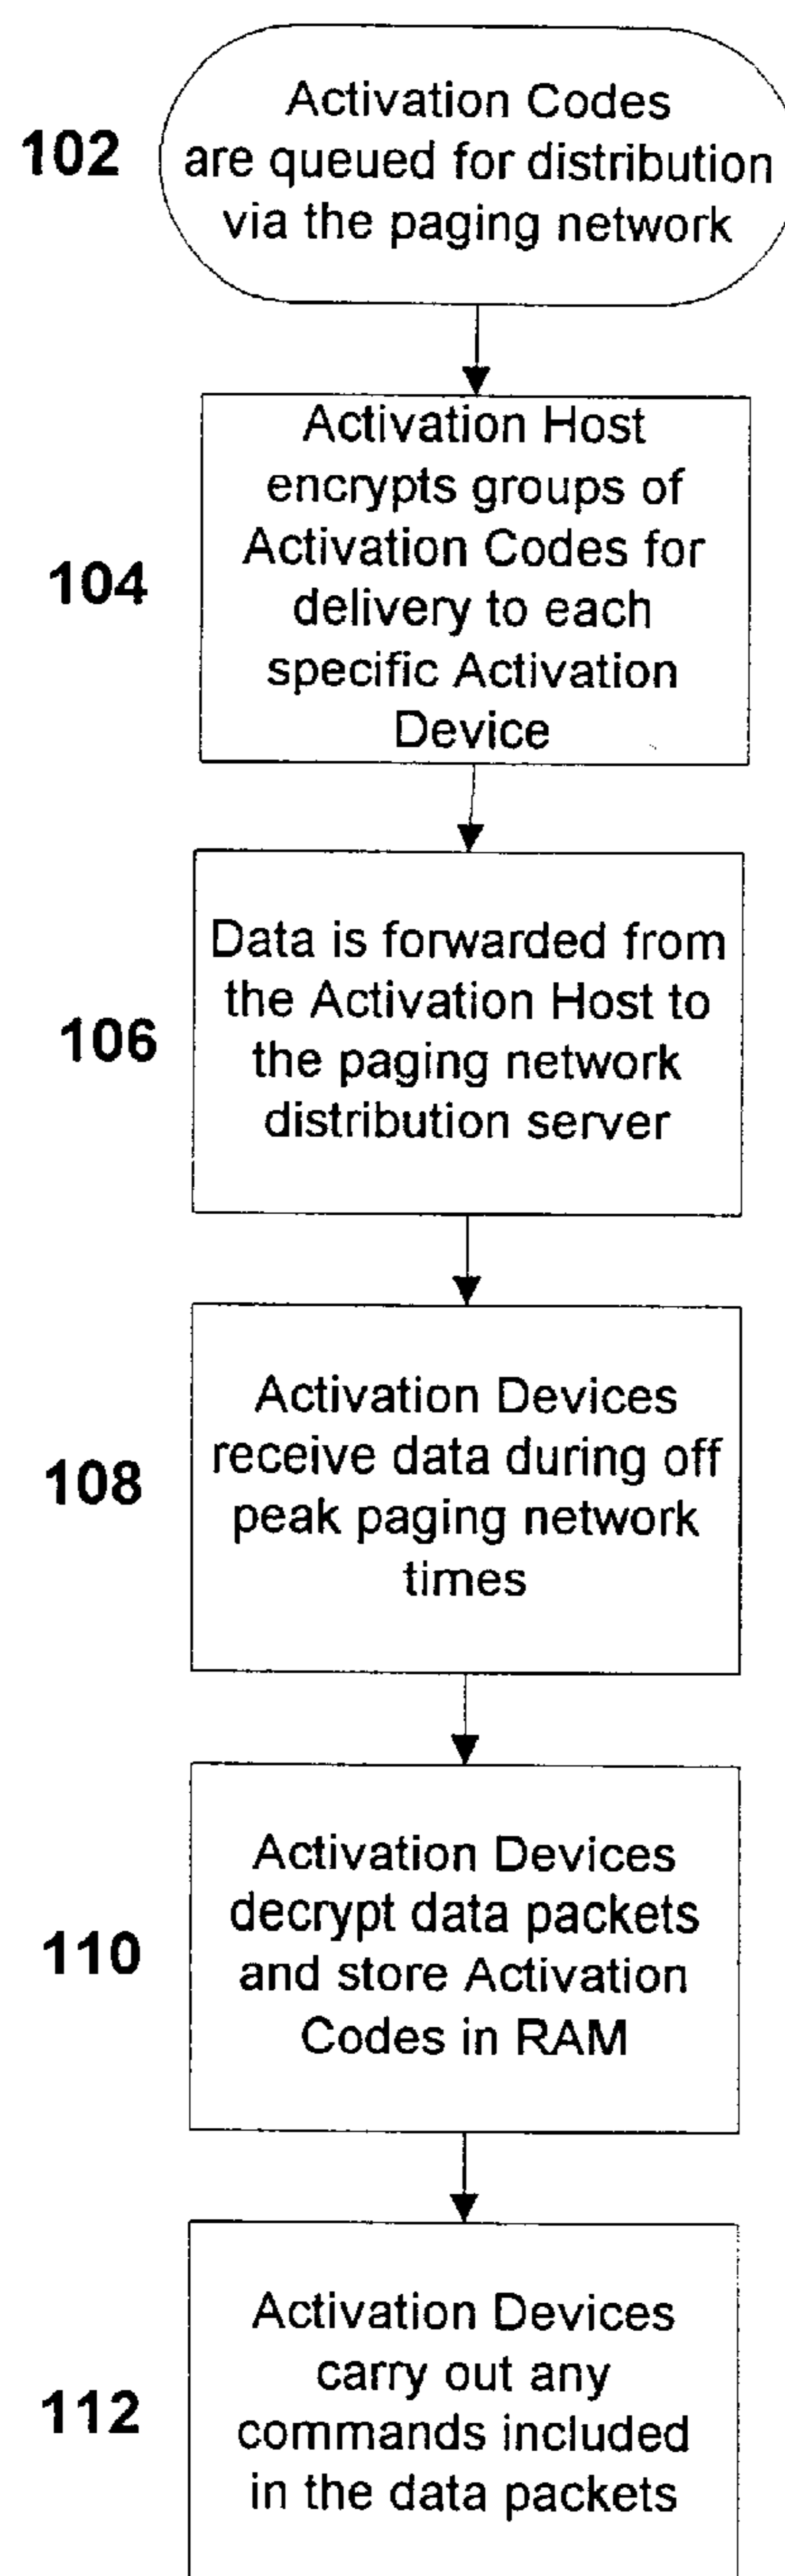 102
Activation Codes
are queued for distribution
via the paging network
104
Activation Host
encrypts groups of
Activation Codes for
delivery to each
specific Activation
Device
106
Data is forwarded from
the Activation Host to
the paging network
distribution server
108
Activation Devices
receive data during off
peak paging network
times
110
Activation Devices
decrypt data packets
and store Activation
Codes in RAM
112
Activation Devices
carry out any
commands included
in the data packets